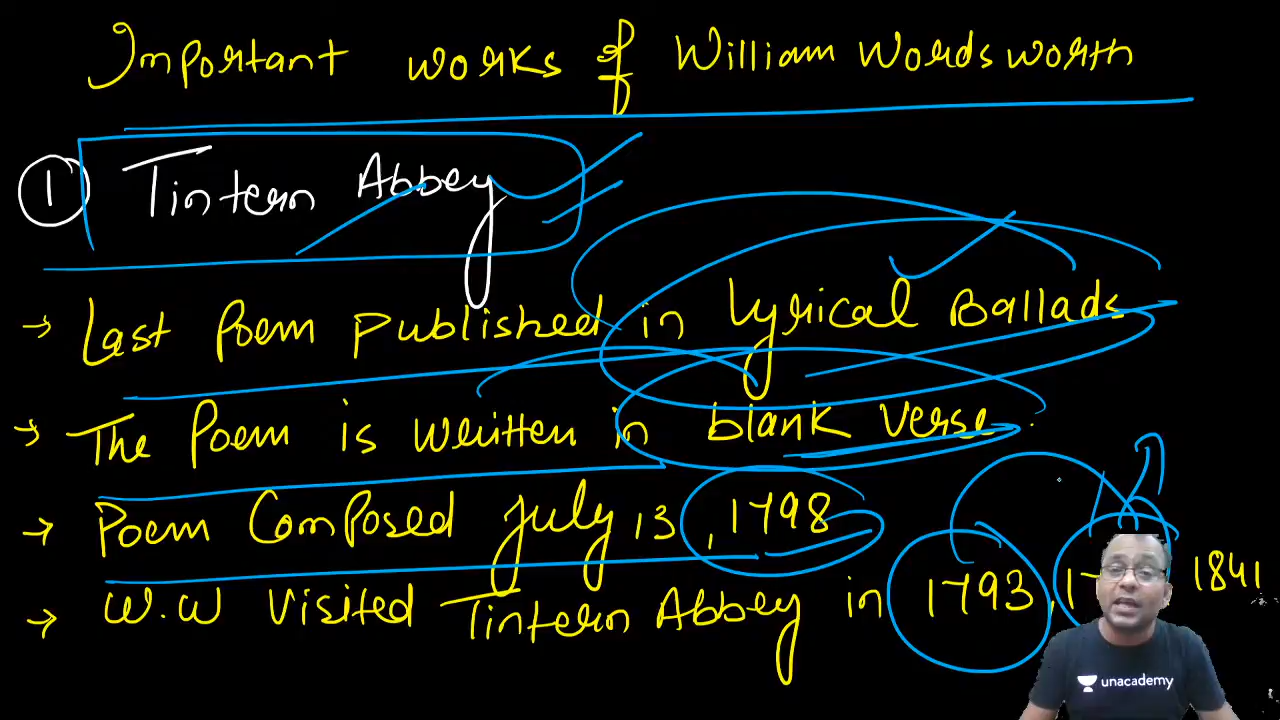 Important works of William Wordsworth
1 Tintern Abbey
→ Last Poem Published in Lyrical Ballads
→ The Poem is written in blank verse.
→ Poem Composed July 13, 1798
→ W.W Visited Tintern Abbey in 1793, 1841
unacademy